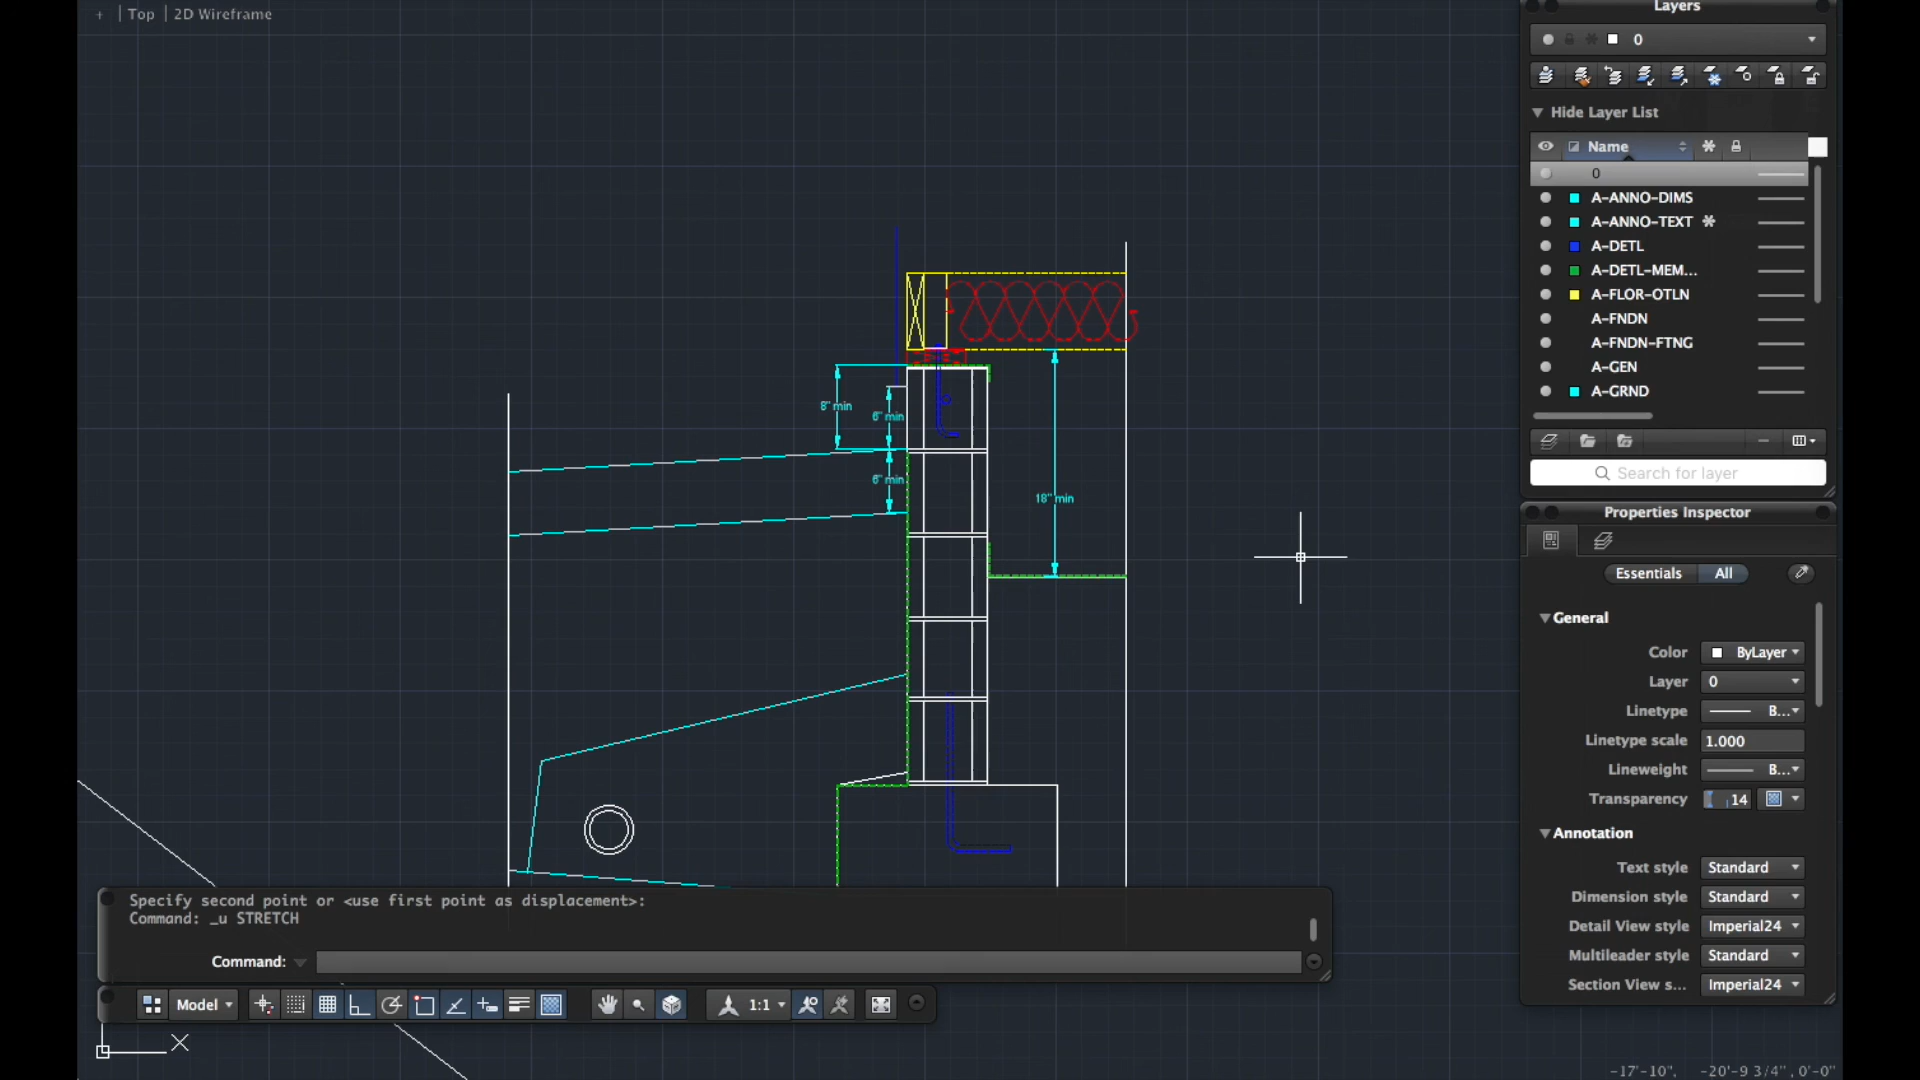 + | Top | 2D Wireframe
Layers
0
Hide Layer List
Name
0
A-ANNO-DIMS
A-ANNO-TEXT
A-DETL
A-DETL-MEM...
A-FLOR-OTLN
A-FNDN
A-FNDN-FTNG
A-GEN
A-GRND
Search for layer
8" min
6" min
6" min
18" min
Properties Inspector
Essentials All
General
Color ByLayer
Layer 0
Linetype B...
Linetype scale 1.000
Lineweight B...
Transparency 14
Annotation
Text style Standard
Dimension style Standard
Detail View style Imperial24
Multileader style Standard
Section View s... Imperial24
Specify second point or <use first point as displacement>:
Command: _u STRETCH
Command:
Model 1:1
X
-17'-10", -20'-9 3/4", 0'-0"